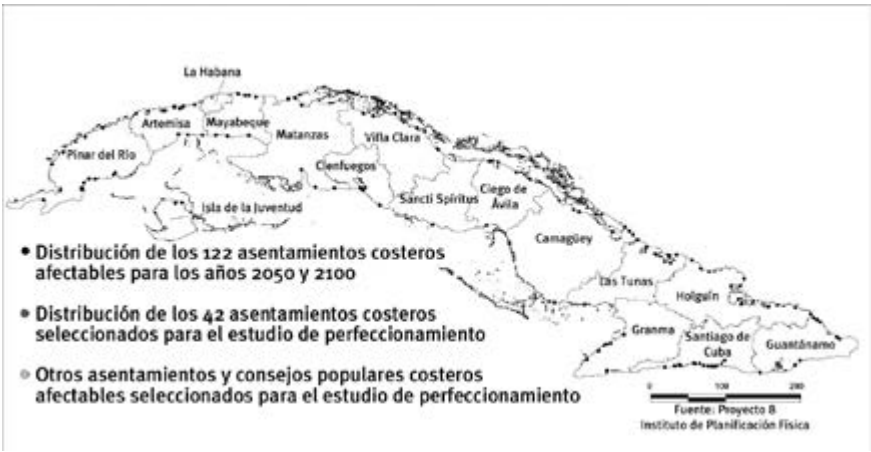 La Habana
Artemisa
Mayabeque
Matanzas
Villa Clara
Pinar del Río
Cienfuegos
Sancti Spíritus
Ciego de Ávila
Isla de la Juventud
Camagüey
Las Tunas
Holguín
Granma
Santiago de Cuba
Guantánamo
• Distribución de los 122 asentamientos costeros
afectables para los años 2050 y 2100
• Distribución de los 42 asentamientos costeros
seleccionados para el estudio de perfeccionamiento
• Otros asentamientos y consejos populares costeros
afectables seleccionados para el estudio de perfeccionamiento
0 100 200
Fuente: Proyecto 8
Instituto de Planificación Física